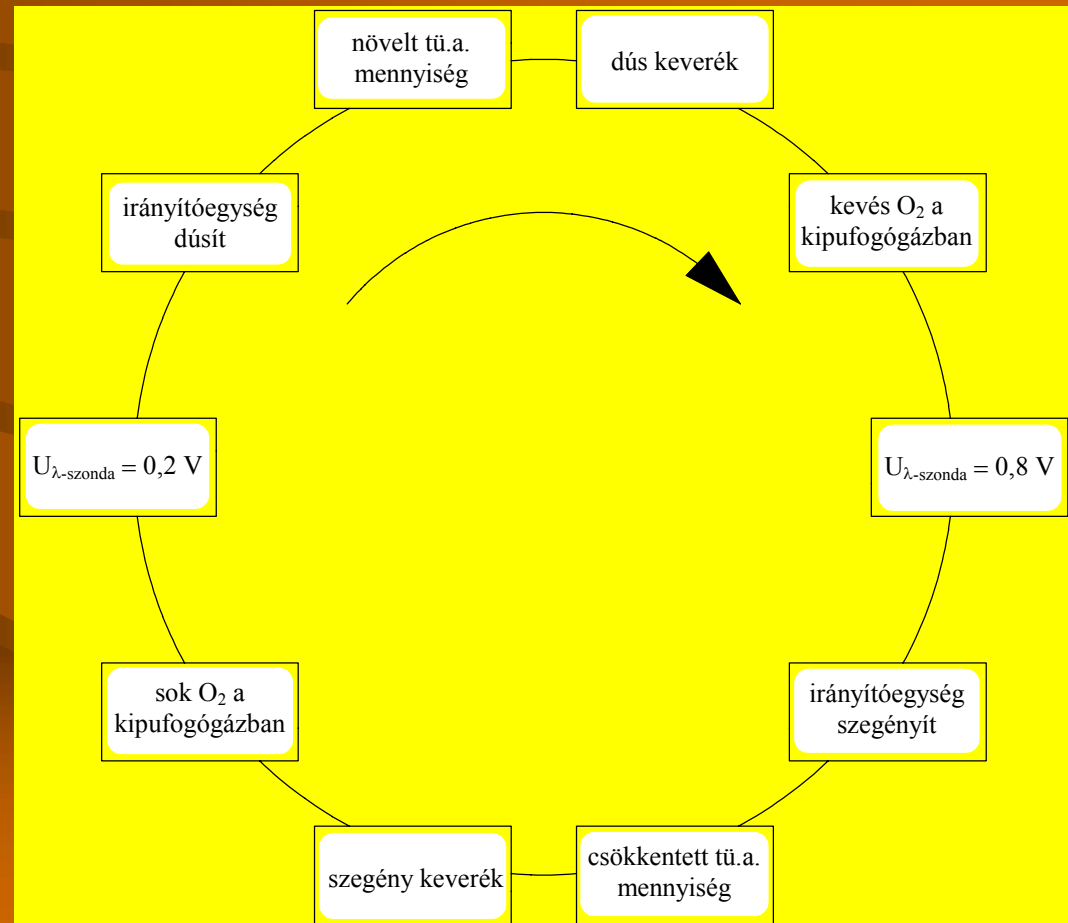 növelt tü.a.
mennyiség
dús keverék
kevés O₂ a
kipufogógázban
U_λ-szonda = 0,8 V
irányítóegység
szegényít
csökkentett tü.a.
mennyiség
szegény keverék
sok O₂ a
kipufogógázban
U_λ-szonda = 0,2 V
irányítóegység
dúsít